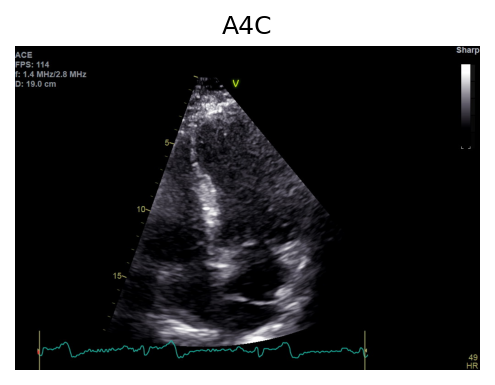 A4C
ACE
FPS: 114
f: 1.4 MHz/2.8 MHz
D: 19.0 cm
Sharp
V
5
10
15
49
HR